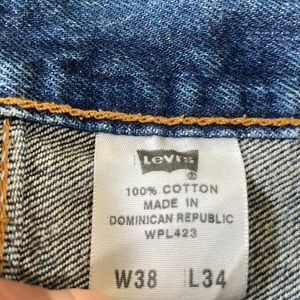 Levi's
®
100% COTTON
MADE IN
DOMINICAN REPUBLIC
WPL423
W38 L34